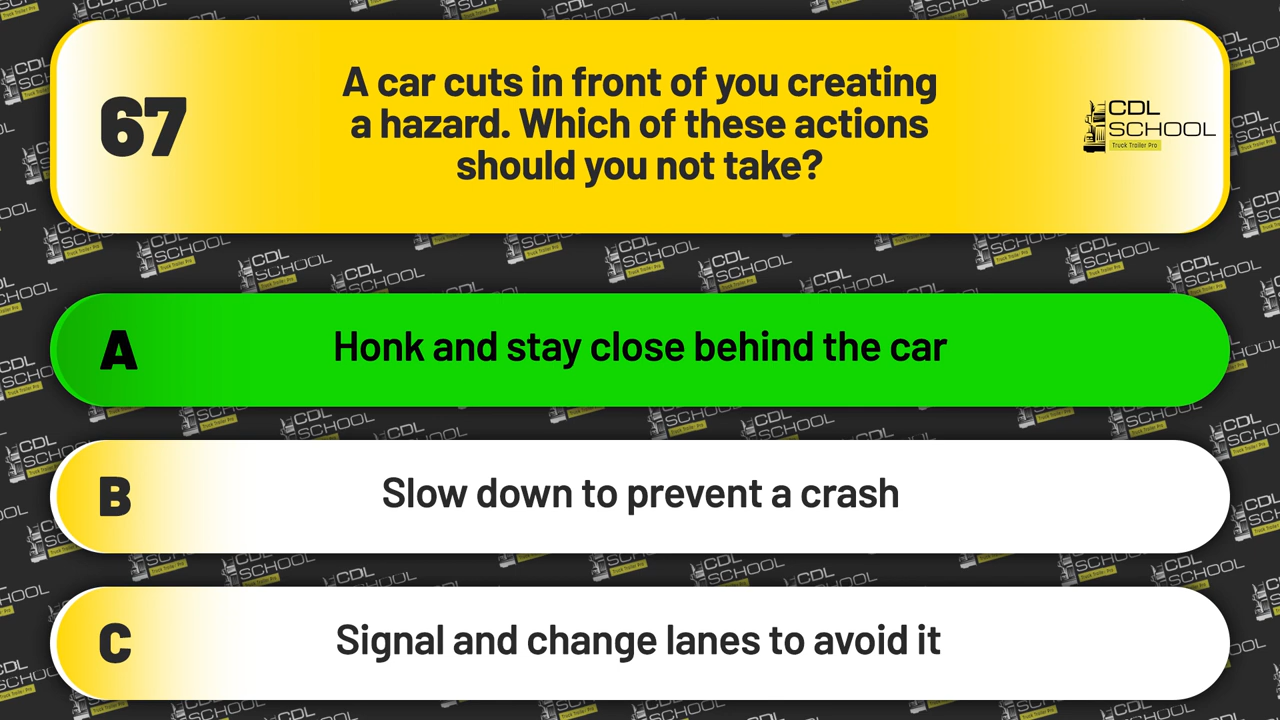 67
A car cuts in front of you creating
a hazard. Which of these actions
should you not take?
CDL
SCHOOL
Truck Trailer Pro
A
Honk and stay close behind the car
B
Slow down to prevent a crash
C
Signal and change lanes to avoid it